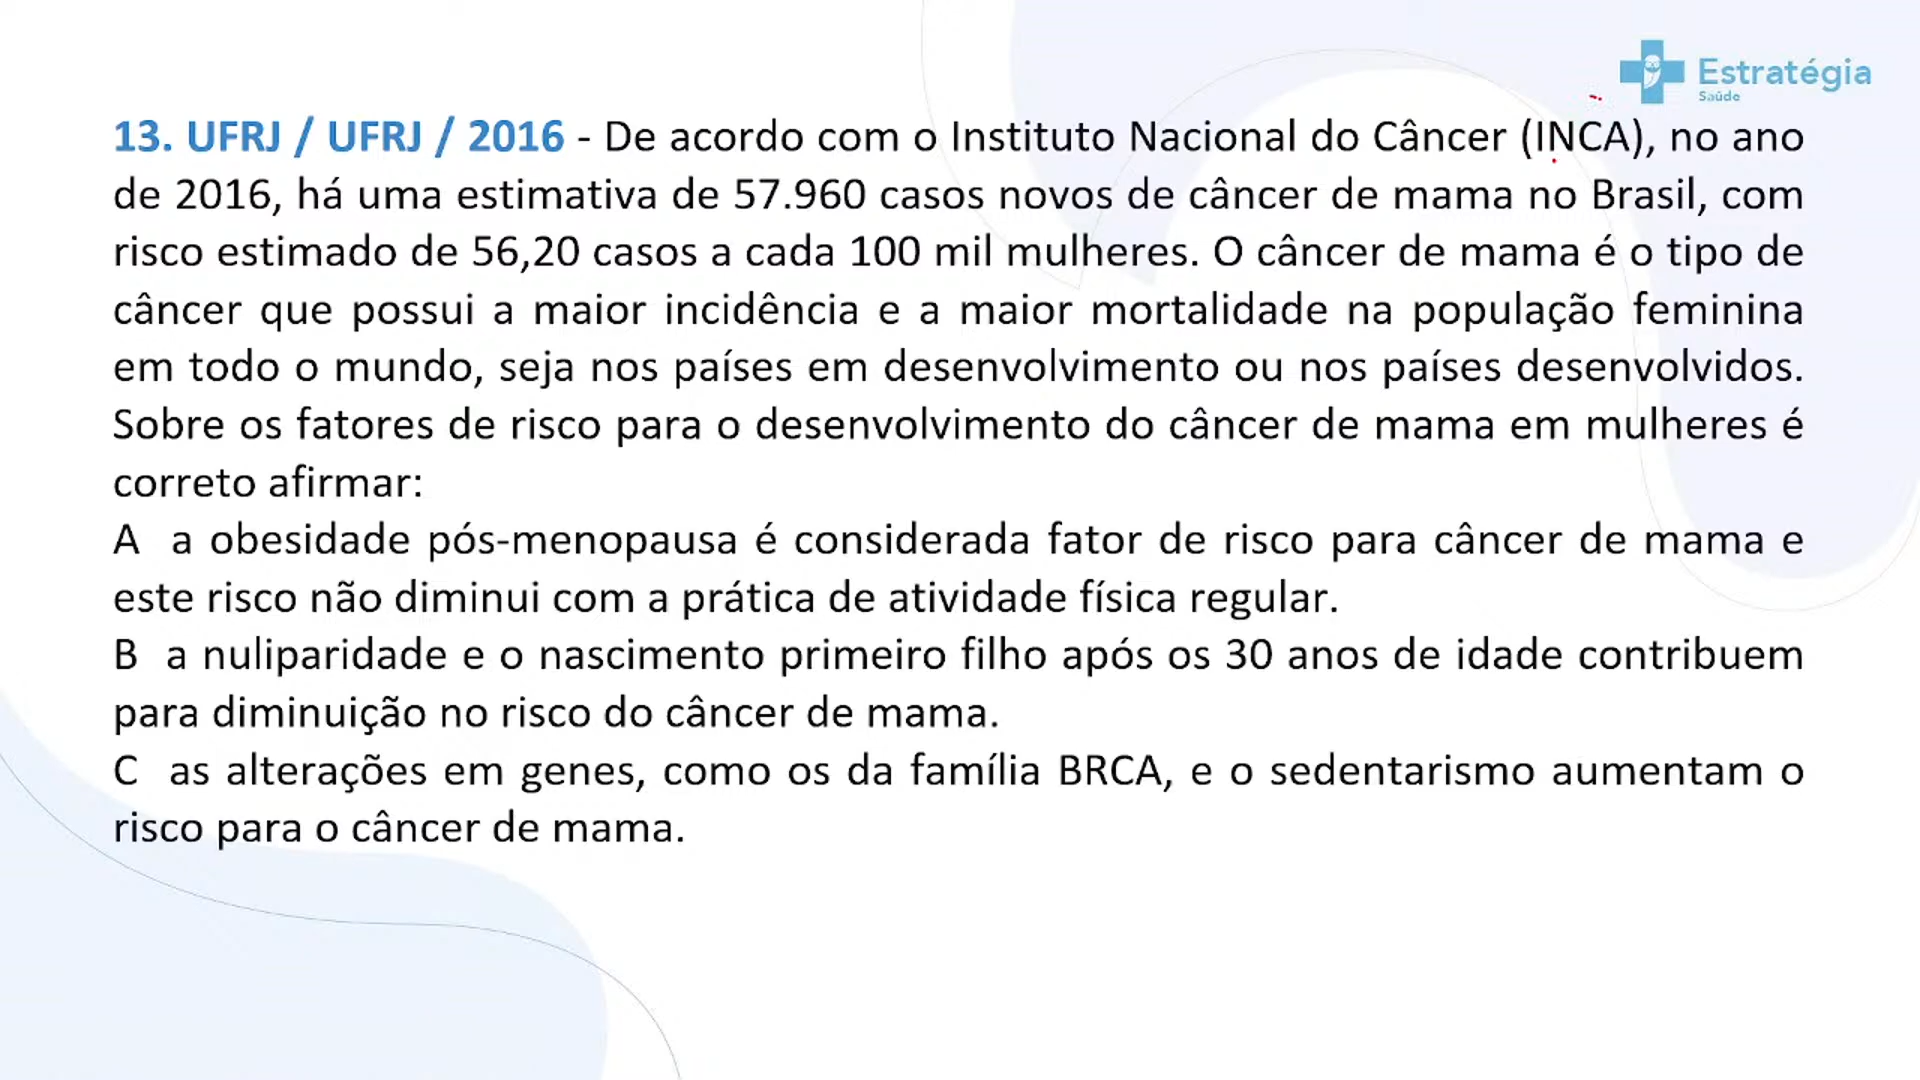 Estratégia
Saúde
13. UFRJ / UFRJ / 2016 - De acordo com o Instituto Nacional do Câncer (INCA), no ano
de 2016, há uma estimativa de 57.960 casos novos de câncer de mama no Brasil, com
risco estimado de 56,20 casos a cada 100 mil mulheres. O câncer de mama é o tipo de
câncer que possui a maior incidência e a maior mortalidade na população feminina
em todo o mundo, seja nos países em desenvolvimento ou nos países desenvolvidos.
Sobre os fatores de risco para o desenvolvimento do câncer de mama em mulheres é
correto afirmar:
A a obesidade pós-menopausa é considerada fator de risco para câncer de mama e
este risco não diminui com a prática de atividade física regular.
B a nuliparidade e o nascimento primeiro filho após os 30 anos de idade contribuem
para diminuição no risco do câncer de mama.
C as alterações em genes, como os da família BRCA, e o sedentarismo aumentam o
risco para o câncer de mama.